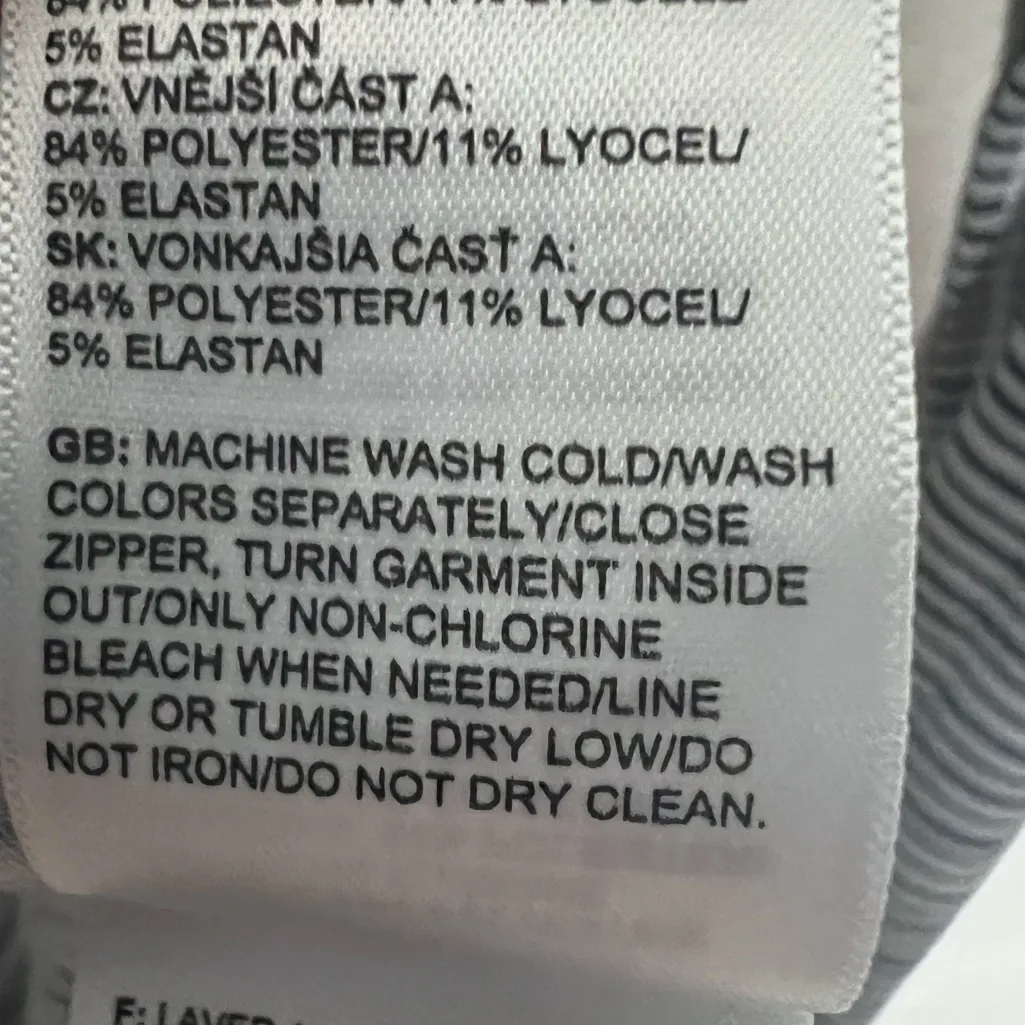 5% ELASTAN
CZ: VNĚJŠÍ ČÁST A:
84% POLYESTER/11% LYOCEL/
5% ELASTAN
SK: VONKAJŠIA ČASŤ A:
84% POLYESTER/11% LYOCEL/
5% ELASTAN
GB: MACHINE WASH COLD/WASH
COLORS SEPARATELY/CLOSE
ZIPPER, TURN GARMENT INSIDE
OUT/ONLY NON-CHLORINE
BLEACH WHEN NEEDED/LINE
DRY OR TUMBLE DRY LOW/DO
NOT IRON/DO NOT DRY CLEAN.
F: LAVER